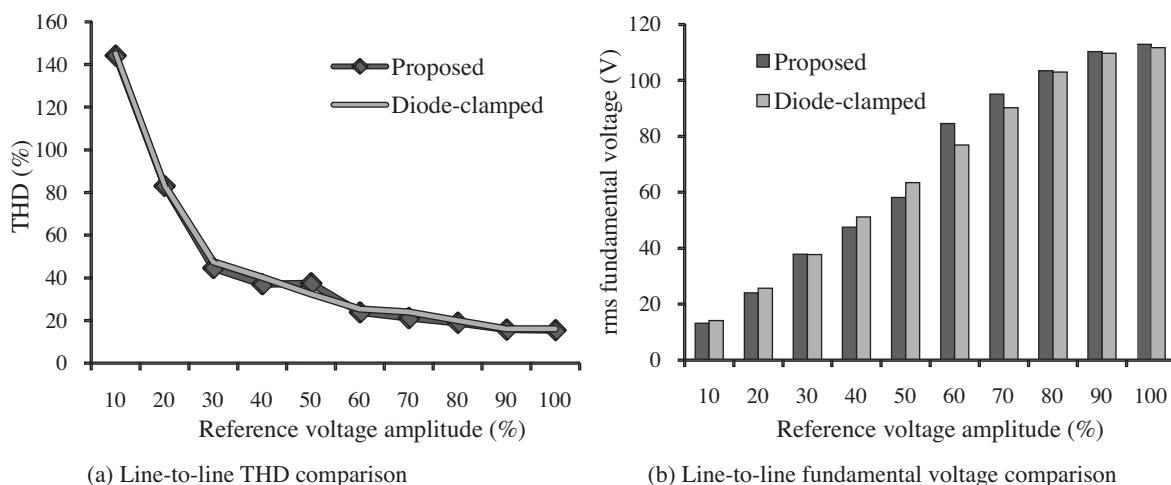 160
140
120
100
80
60
40
20
0
THD (%)
Proposed
Diode-clamped
10 20 30 40 50 60 70 80 90 100
Reference voltage amplitude (%)
(a) Line-to-line THD comparison
120
100
80
60
40
20
0
rms fundamental voltage (V)
Proposed
Diode-clamped
10 20 30 40 50 60 70 80 90 100
Reference voltage amplitude (%)
(b) Line-to-line fundamental voltage comparison